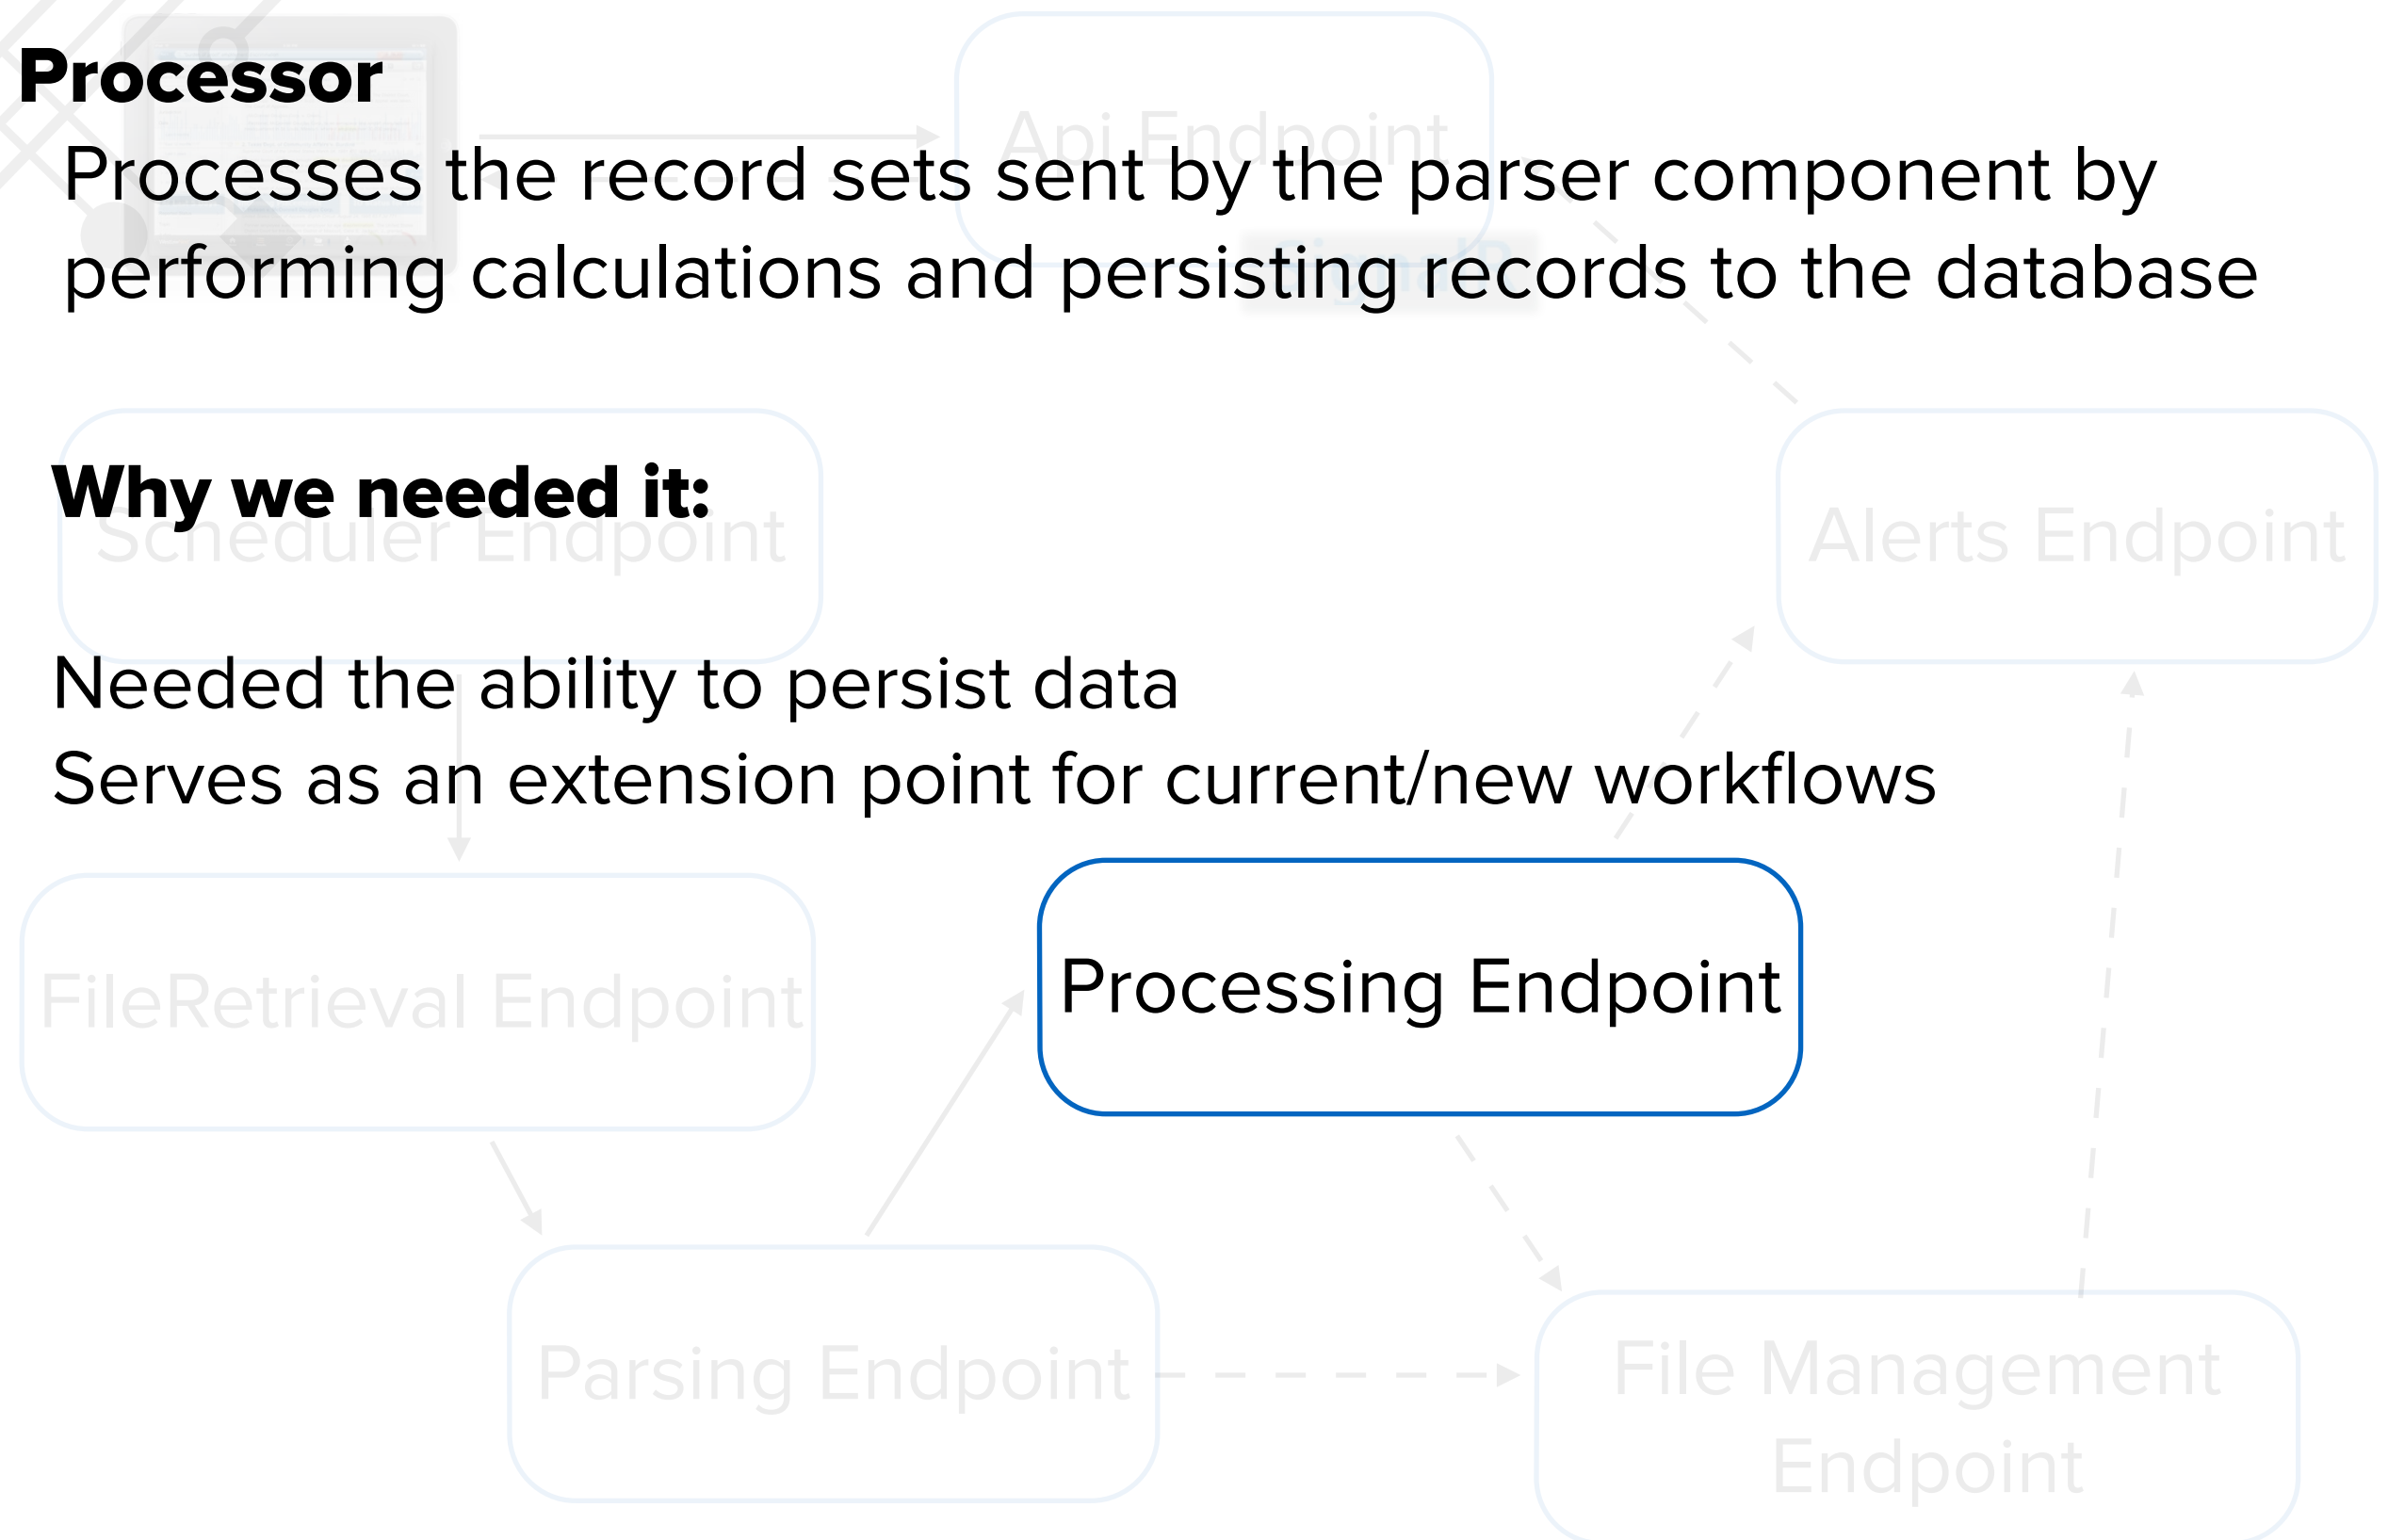 Processor
Api Endpoint
Processes the record sets sent by the parser component by
performing calculations and persisting records to the database
SignalR
Why we needed it:
Scheduler Endpoint
Alerts Endpoint
Needed the ability to persist data
Serves as an extension point for current/new workflows
FileRetrieval Endpoint
Processing Endpoint
Parsing Endpoint
File Management
Endpoint